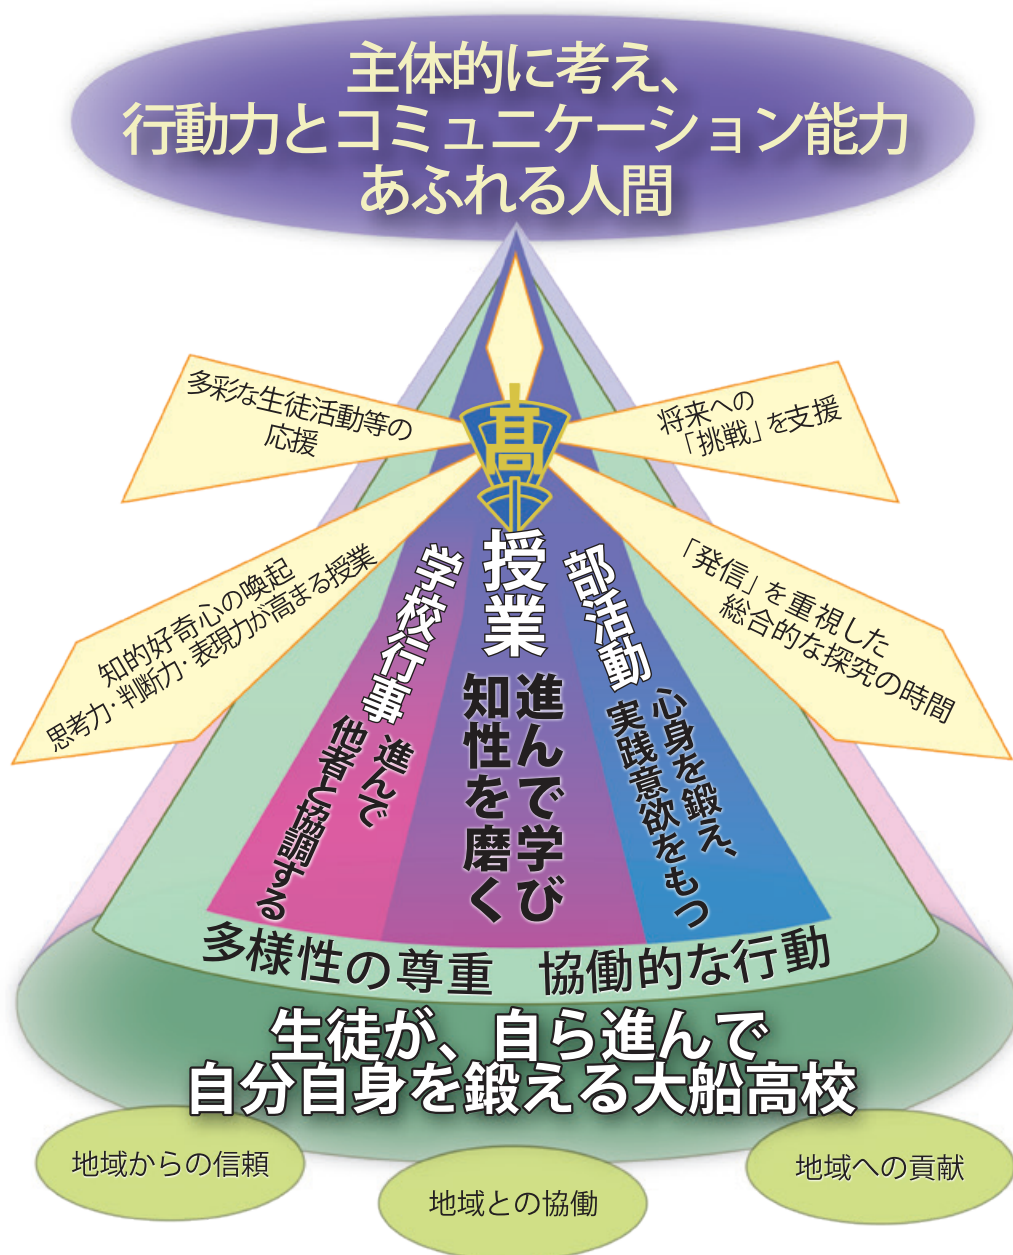 主体的に考え、
行動力とコミュニケーション能力
あふれる人間
多彩な生徒活動等の
応援
将来への
「挑戦」を支援
高
知的好奇心の喚起
思考力・判断力・表現力が高まる授業
「発信」を重視した
総合的な探究の時間
学校行事
進んで
他者と協調する
授業
進んで学び
知性を磨く
部活動
心身を鍛え、
実践意欲をもつ
多様性の尊重　協働的な行動
生徒が、自ら進んで
自分自身を鍛える大船高校
地域からの信頼
地域との協働
地域への貢献